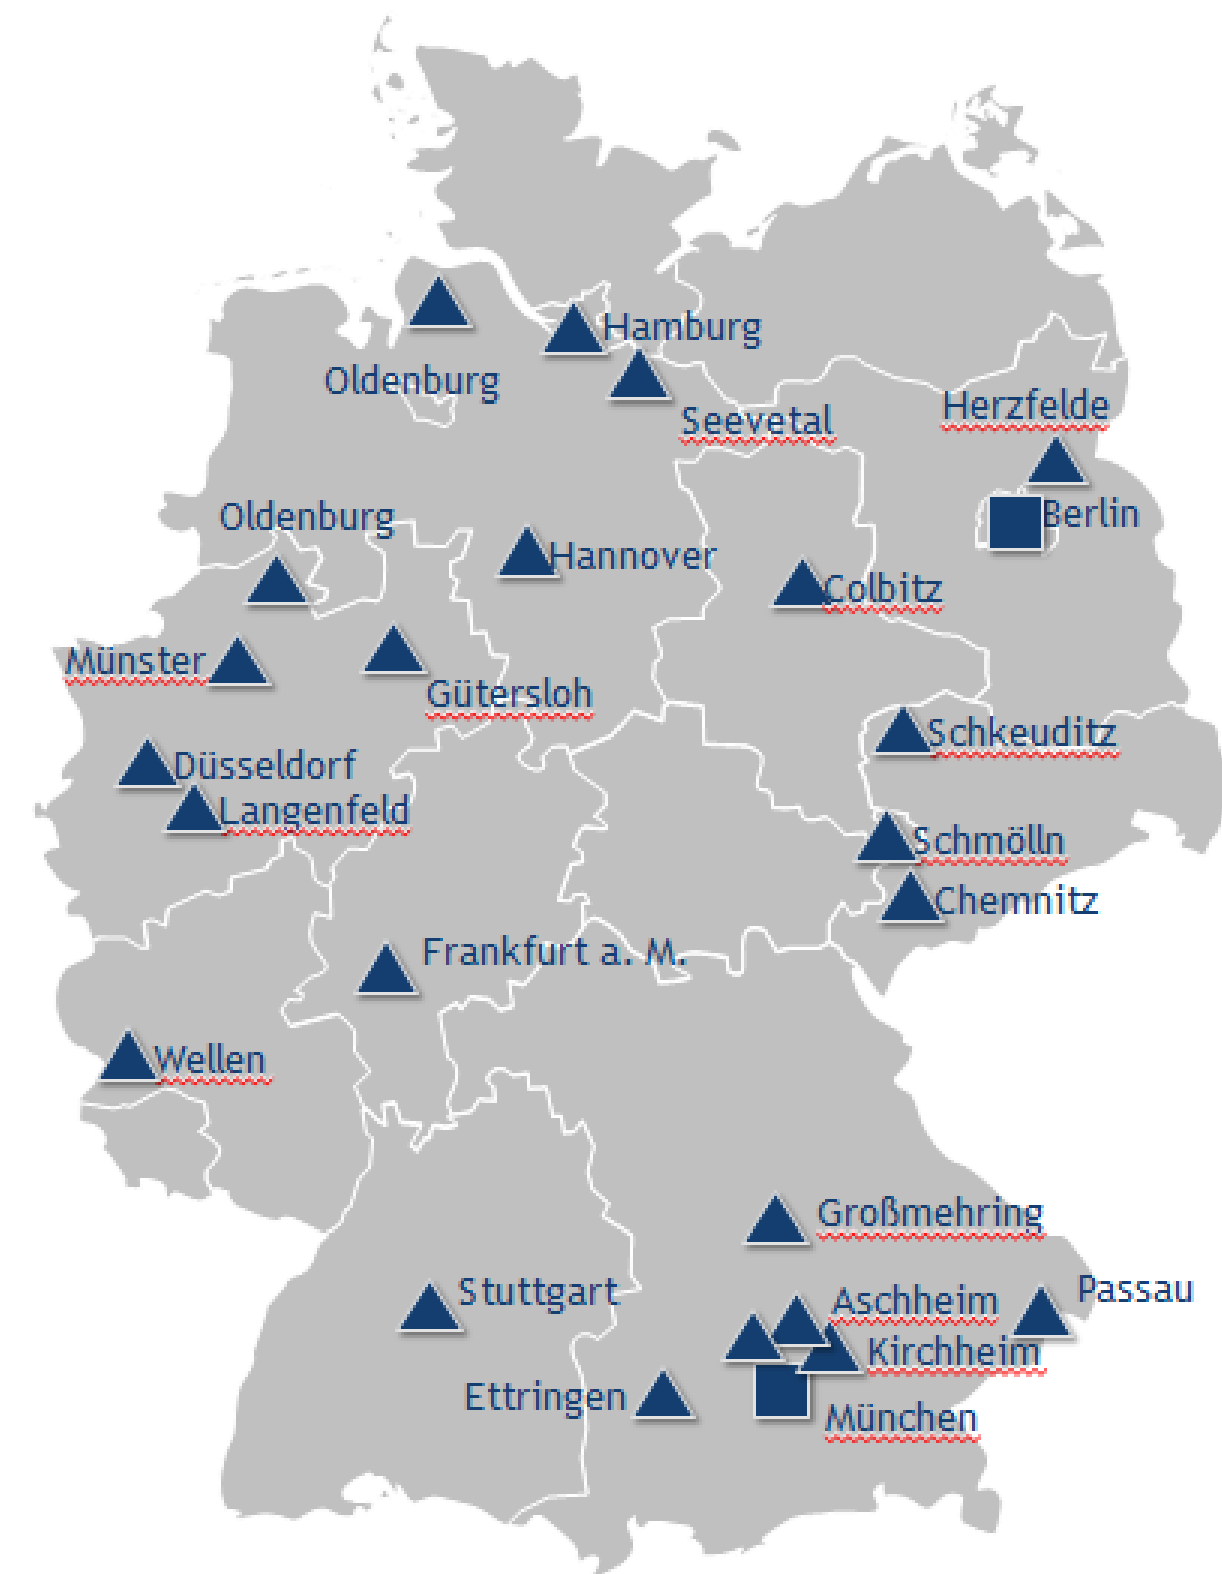 Hamburg
Oldenburg
Seevetal
Herzfelde
Oldenburg
Berlin
Hannover
Colbitz
Münster
Gütersloh
Schkeuditz
Düsseldorf
Langenfeld
Schmölln
Chemnitz
Frankfurt a. M.
Wellen
Großmehring
Passau
Stuttgart
Aschheim
Kirchheim
Ettringen
München